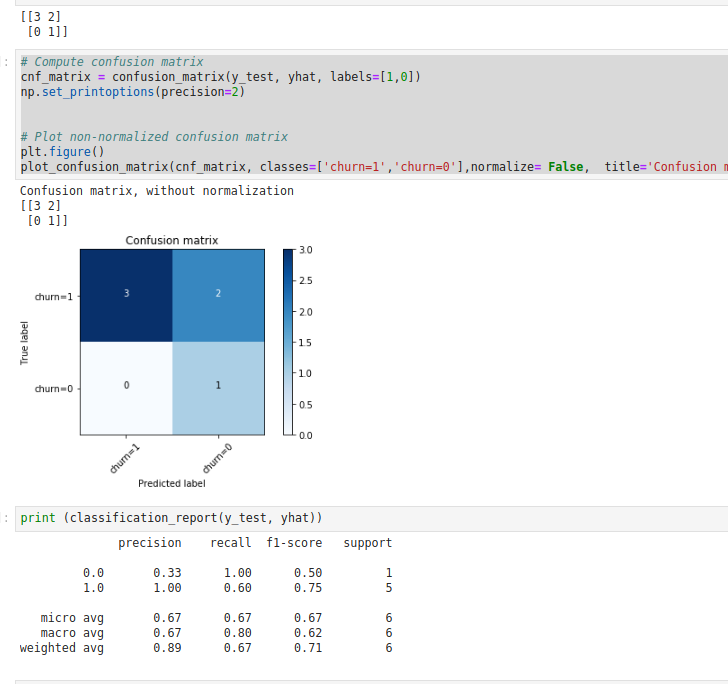 [[3 2]
 [0 1]]
# Compute confusion matrix
cnf_matrix = confusion_matrix(y_test, yhat, labels=[1,0])
np.set_printoptions(precision=2)
# Plot non-normalized confusion matrix
plt.figure()
plot_confusion_matrix(cnf_matrix, classes=['churn=1','churn=0'],normalize= False,  title='Confusion m
Confusion matrix, without normalization
[[3 2]
 [0 1]]
Confusion matrix
3.0
2.5
2.0
1.5
1.0
0.5
0.0
True label
churn=1
3 2
churn=0
0 1
churn=1 churn=0
Predicted label
print (classification_report(y_test, yhat))
              precision    recall  f1-score   support
         0.0       0.33      1.00      0.50         1
         1.0       1.00      0.60      0.75         5
   micro avg       0.67      0.67      0.67         6
   macro avg       0.67      0.80      0.62         6
weighted avg       0.89      0.67      0.71         6